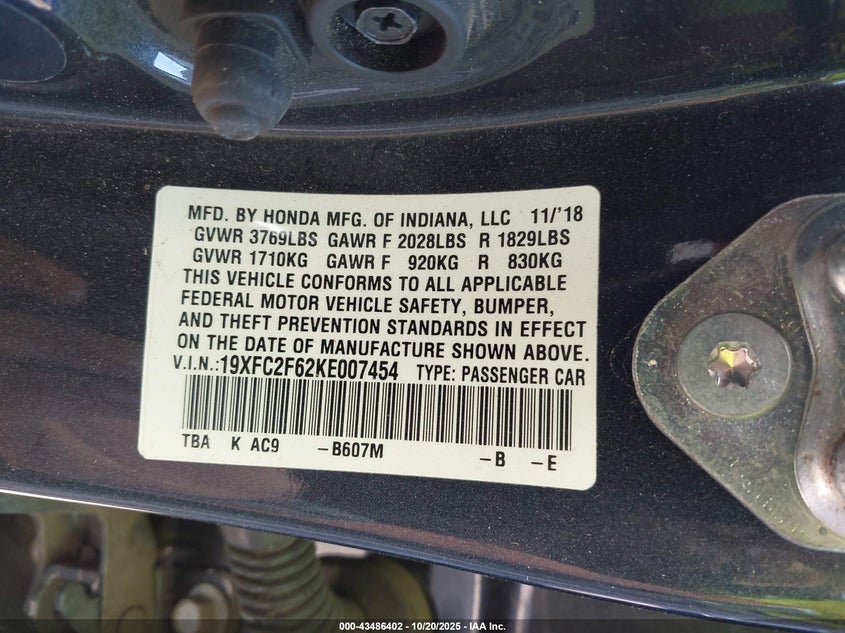 MFD. BY HONDA MFG. OF INDIANA, LLC 11/'18
GVWR 3769LBS GAWR F 2028LBS R 1829LBS
GVWR 1710KG GAWR F 920KG R 830KG
THIS VEHICLE CONFORMS TO ALL APPLICABLE
FEDERAL MOTOR VEHICLE SAFETY, BUMPER,
AND THEFT PREVENTION STANDARDS IN EFFECT
ON THE DATE OF MANUFACTURE SHOWN ABOVE.
V.I.N.:19XFC2F62KE007454 TYPE: PASSENGER CAR
TBA K AC9 -B607M -B -E
000-43486402 - 10/20/2025 - IAA Inc.